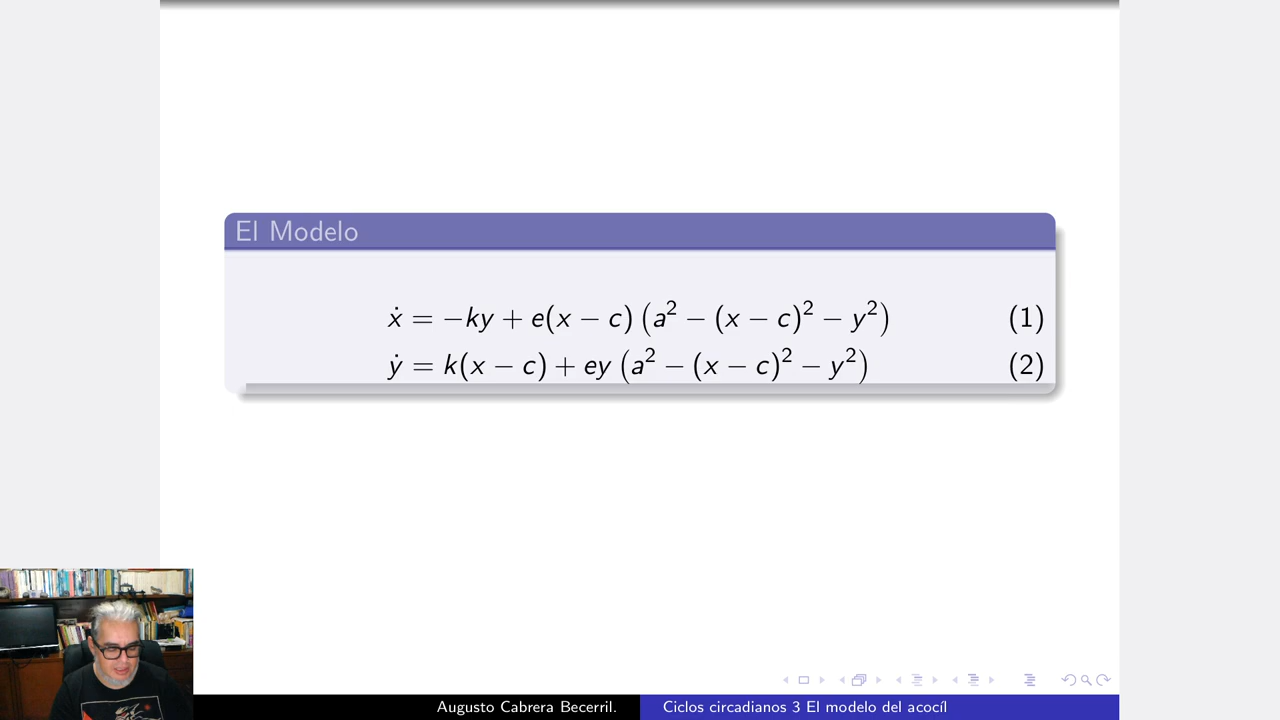 El Modelo
ẋ = −ky + e(x − c) (a² − (x − c)² − y²) (1)
ẏ = k(x − c) + ey (a² − (x − c)² − y²) (2)
Augusto Cabrera Becerril. Ciclos circadianos 3 El modelo del acocíl